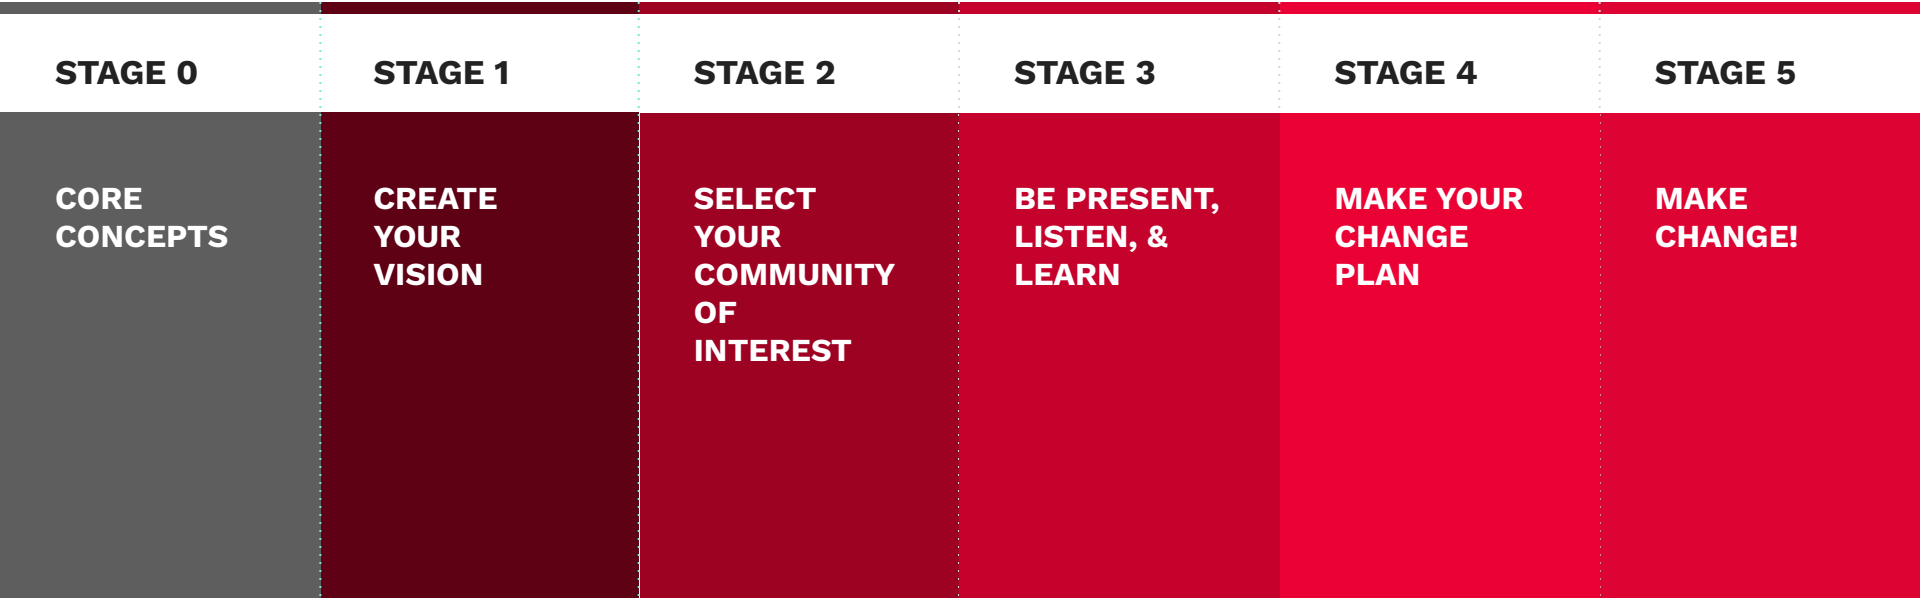 STAGE 0
CORE
CONCEPTS
STAGE 1
CREATE
YOUR
VISION
STAGE 2
SELECT
YOUR
COMMUNITY
OF
INTEREST
STAGE 3
BE PRESENT,
LISTEN, &
LEARN
STAGE 4
MAKE YOUR
CHANGE
PLAN
STAGE 5
MAKE
CHANGE!